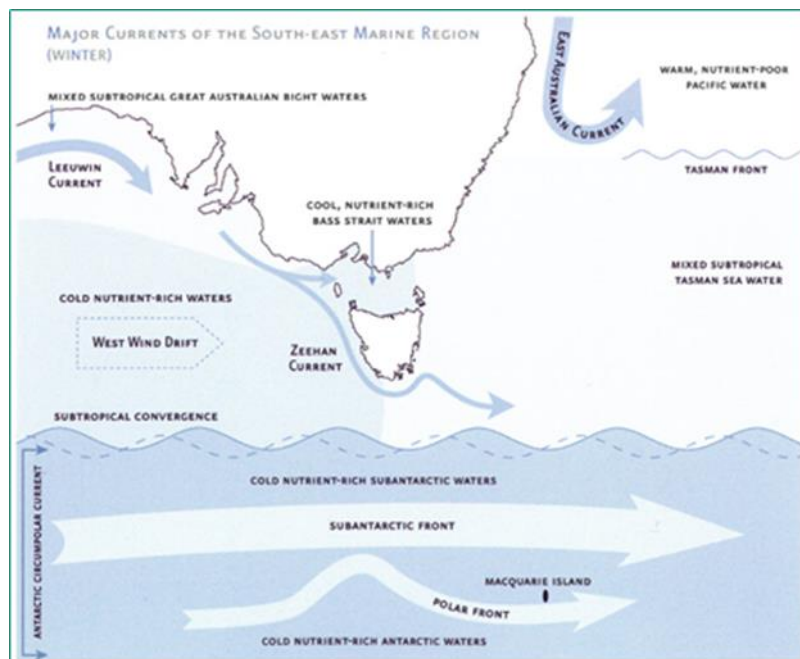 MAJOR CURRENTS OF THE SOUTH-EAST MARINE REGION
(WINTER)
MIXED SUBTROPICAL GREAT AUSTRALIAN BIGHT WATERS
LEEUWIN
CURRENT
EAST AUSTRALIAN CURRENT
WARM, NUTRIENT-POOR
PACIFIC WATER
TASMAN FRONT
COOL, NUTRIENT-RICH
BASS STRAIT WATERS
MIXED SUBTROPICAL
TASMAN SEA WATER
COLD NUTRIENT-RICH WATERS
WEST WIND DRIFT
ZEEHAN
CURRENT
SUBTROPICAL CONVERGENCE
ANTARCTIC CIRCUMPOLAR CURRENT
COLD NUTRIENT-RICH SUBANTARCTIC WATERS
SUBANTARCTIC FRONT
MACQUARIE ISLAND
POLAR FRONT
COLD NUTRIENT-RICH ANTARCTIC WATERS